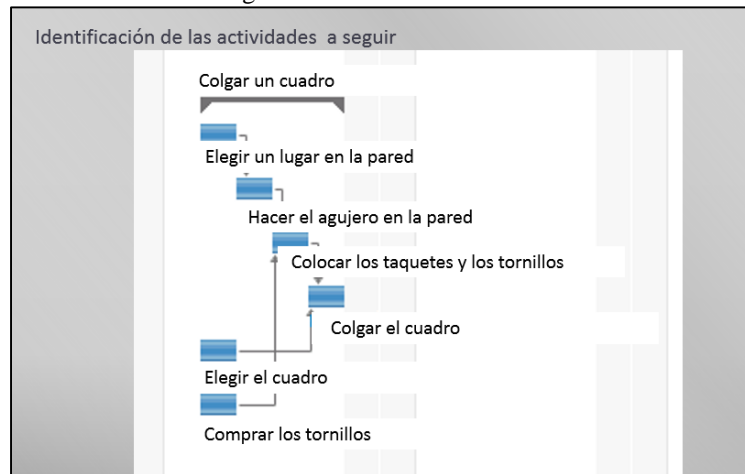 Identificación de las actividades a seguir
Colgar un cuadro
Elegir un lugar en la pared
Hacer el agujero en la pared
Colocar los taquetes y los tornillos
Colgar el cuadro
Elegir el cuadro
Comprar los tornillos